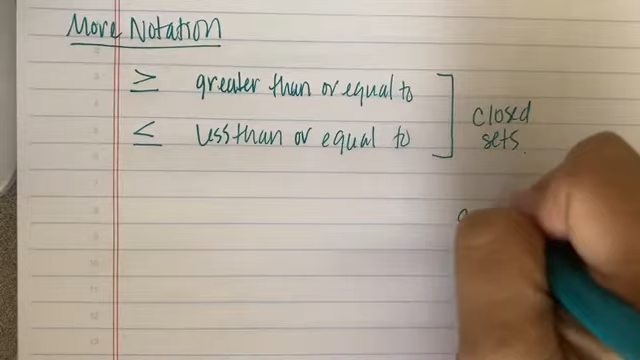 More Notation
≥ greater than or equal to
≤ less than or equal to
closed
sets.